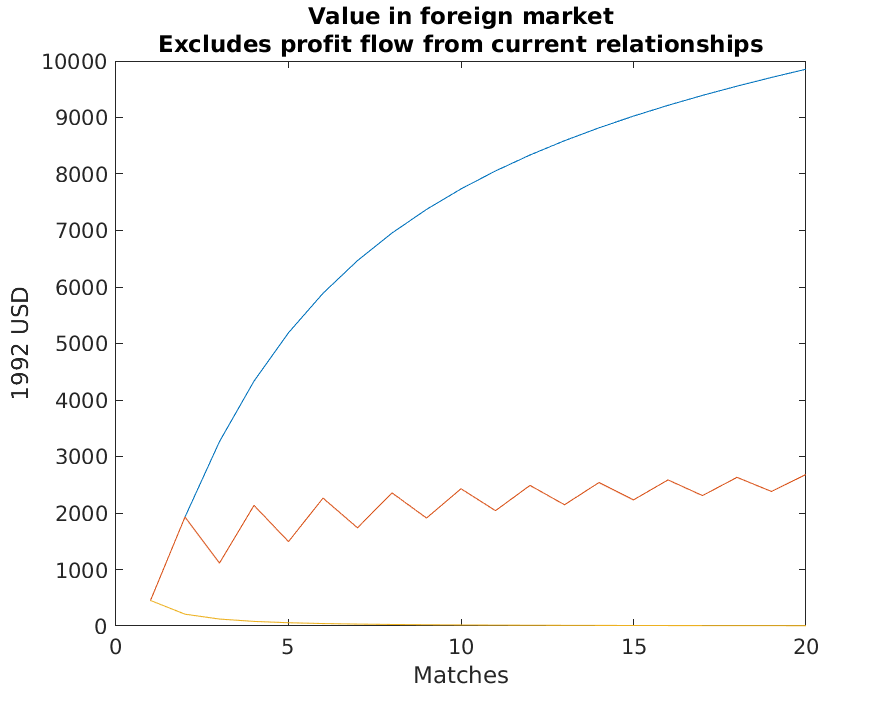 Value in foreign market
Excludes profit flow from current relationships
10000
9000
8000
7000
6000
5000
4000
3000
2000
1000
0
1992 USD
0 5 10 15 20
Matches